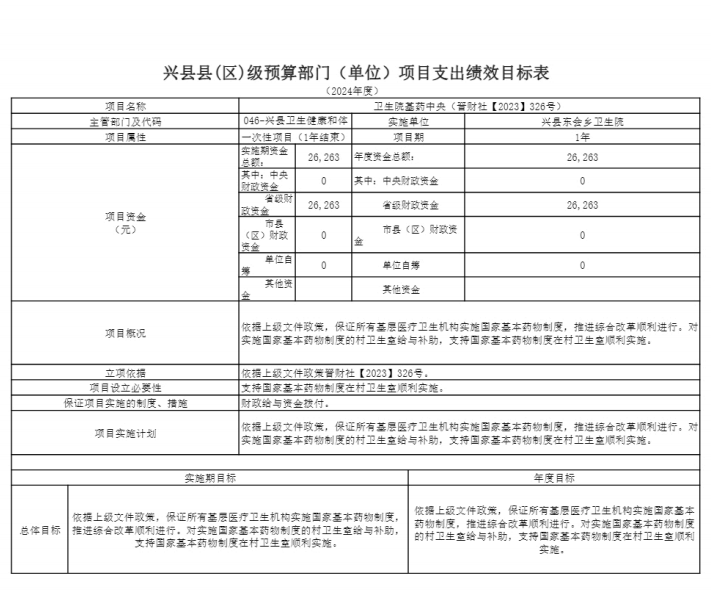 兴县县(区)级预算部门（单位）项目支出绩效目标表
（2024年度）
项目名称 卫生院基药中央（晋财社【2023】326号）
主管部门及代码 046-兴县卫生健康和体 实施单位 兴县东会乡卫生院
项目属性 一次性项目（1年结束） 项目期 1年
项目资金
（元）
实施期资金
总额： 26,263 年度资金总额： 26,263
其中：中央
财政资金 0 其中：中央财政资金 0
省级财
政资金 26,263 省级财政资金 26,263
市县
（区）财政
资金 0 市县（区）财政资
金 0
单位自
筹 0 单位自筹 0
其他资
金 其他资金
项目概况
依据上级文件政策，保证所有基层医疗卫生机构实施国家基本药物制度，推进综合改革顺利进行。对
实施国家基本药物制度的村卫生室给与补助，支持国家基本药物制度在村卫生室顺利实施。
立项依据 依据上级文件政策晋财社【2023】326号。
项目设立必要性 支持国家基本药物制度在村卫生室顺利实施。
保证项目实施的制度、措施 财政给与资金拨付。
项目实施计划
依据上级文件政策，保证所有基层医疗卫生机构实施国家基本药物制度，推进综合改革顺利进行。对
实施国家基本药物制度的村卫生室给与补助，支持国家基本药物制度在村卫生室顺利实施。
实施期目标 年度目标
总体目标
依据上级文件政策，保证所有基层医疗卫生机构实施国家基本药物制度，
推进综合改革顺利进行。对实施国家基本药物制度的村卫生室给与补助，
支持国家基本药物制度在村卫生室顺利实施。
依据上级文件政策，保证所有基层医疗卫生机构实施国家基本
药物制度，推进综合改革顺利进行。对实施国家基本药物制度
的村卫生室给与补助，支持国家基本药物制度在村卫生室顺利
实施。